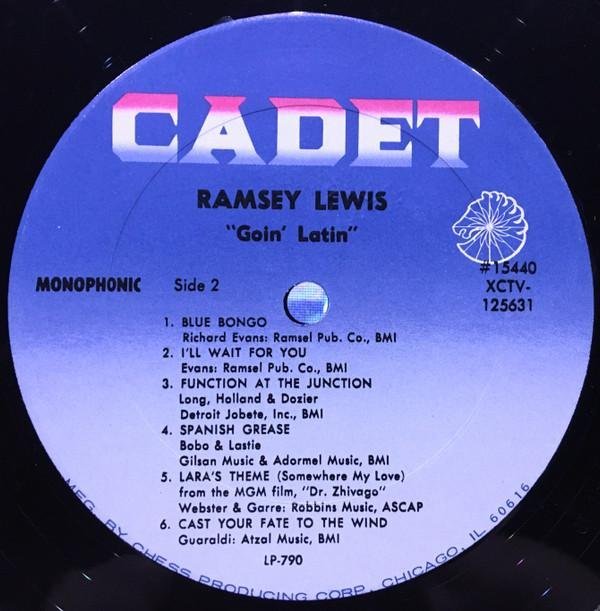 CADET
RAMSEY LEWIS
"Goin' Latin"
MONOPHONIC Side 2
#15440
XCTV-
125631
1. BLUE BONGO
Richard Evans: Ramsel Pub. Co., BMI
2. I'LL WAIT FOR YOU
Evans: Ramsel Pub. Co., BMI
3. FUNCTION AT THE JUNCTION
Long, Holland & Dozier
Detroit Jobete, Inc., BMI
4. SPANISH GREASE
Bobo & Lastie
Gilsan Music & Adormel Music, BMI
5. LARA'S THEME (Somewhere My Love)
from the MGM film, "Dr. Zhivago"
Webster & Garre: Robbins Music, ASCAP
6. CAST YOUR FATE TO THE WIND
Guaraldi: Atzal Music, BMI
LP-790
MFG. BY CHESS PRODUCING CORP., CHICAGO, IL 60616